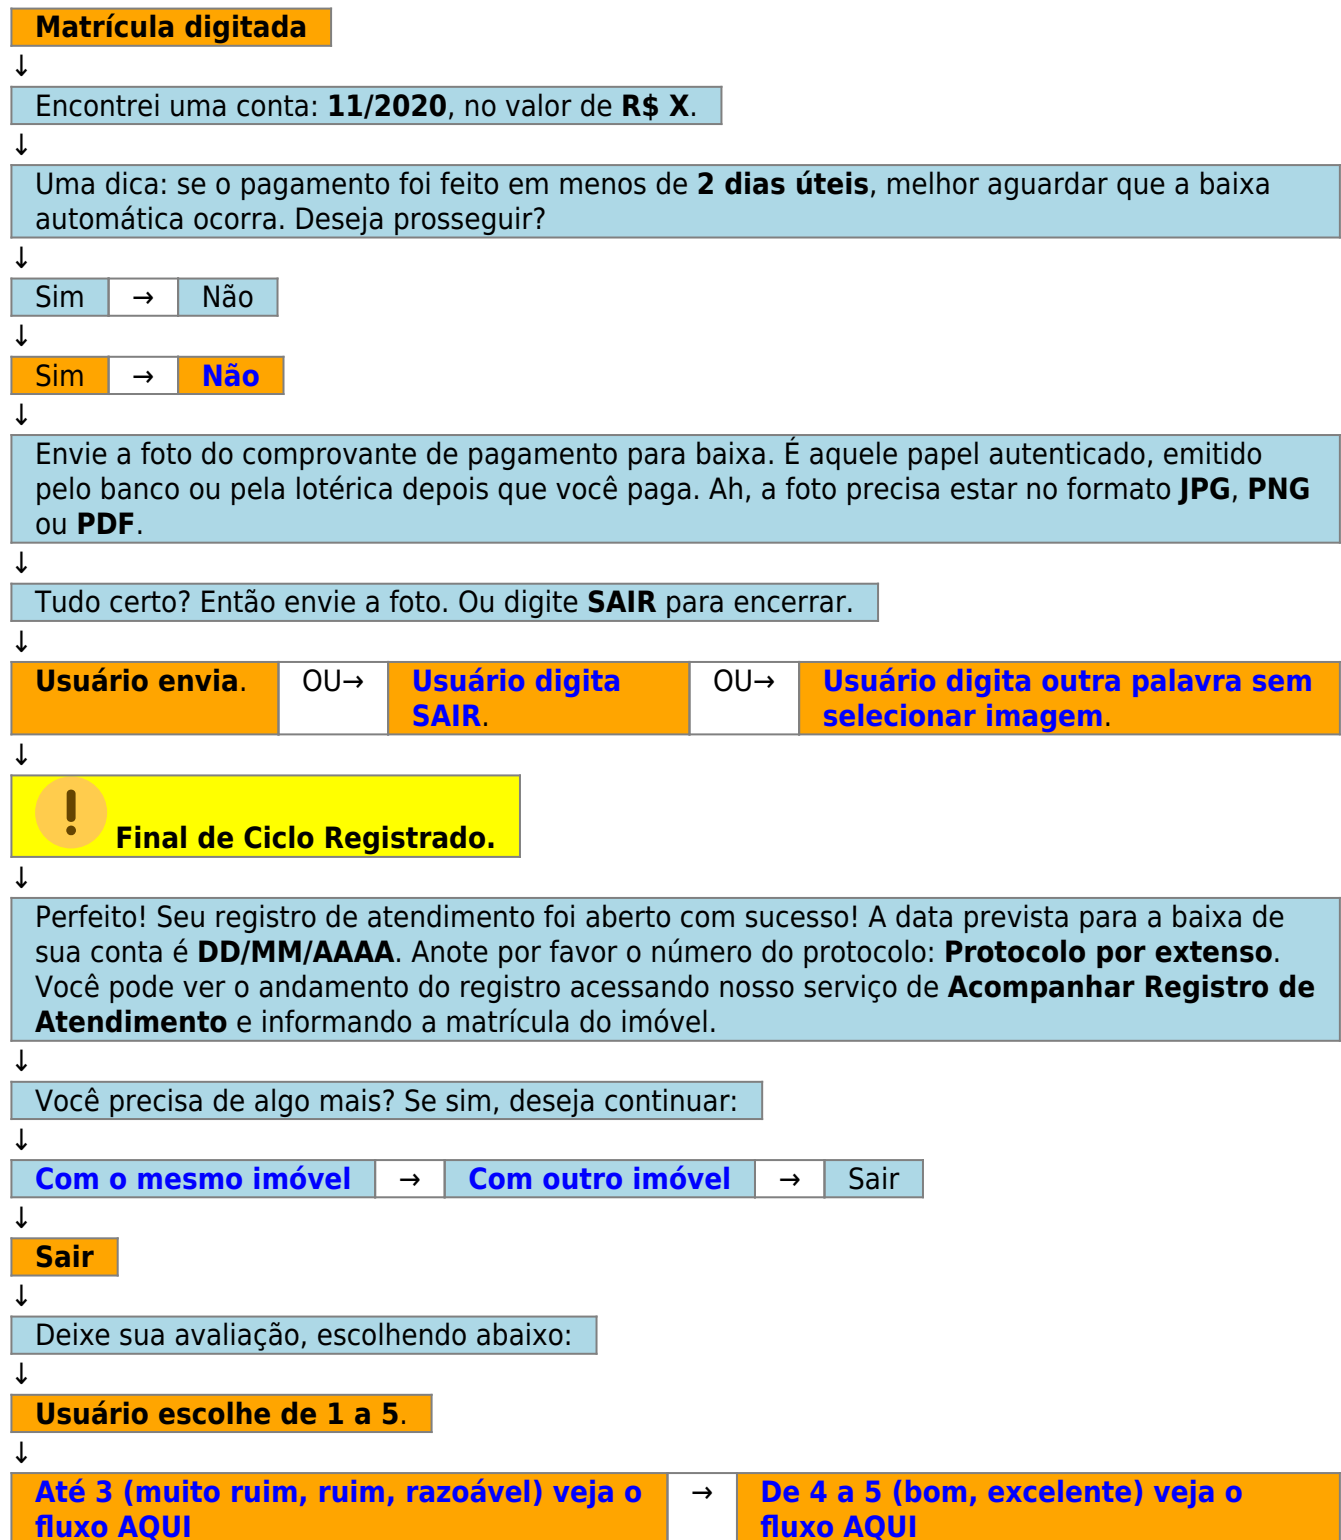 Matrícula digitada
↓
Encontrei uma conta: 11/2020, no valor de R$ X.
↓
Uma dica: se o pagamento foi feito em menos de 2 dias úteis, melhor aguardar que a baixa
automática ocorra. Deseja prosseguir?
↓
Sim → Não
↓
Sim → Não
↓
Envie a foto do comprovante de pagamento para baixa. É aquele papel autenticado, emitido
pelo banco ou pela lotérica depois que você paga. Ah, a foto precisa estar no formato JPG, PNG
ou PDF.
↓
Tudo certo? Então envie a foto. Ou digite SAIR para encerrar.
↓
Usuário envia. OU→ Usuário digita OU→ Usuário digita outra palavra sem
SAIR. selecionar imagem.
↓
! Final de Ciclo Registrado.
↓
Perfeito! Seu registro de atendimento foi aberto com sucesso! A data prevista para a baixa de
sua conta é DD/MM/AAAA. Anote por favor o número do protocolo: Protocolo por extenso.
Você pode ver o andamento do registro acessando nosso serviço de Acompanhar Registro de
Atendimento e informando a matrícula do imóvel.
↓
Você precisa de algo mais? Se sim, deseja continuar:
↓
Com o mesmo imóvel → Com outro imóvel → Sair
↓
Sair
↓
Deixe sua avaliação, escolhendo abaixo:
↓
Usuário escolhe de 1 a 5.
↓
Até 3 (muito ruim, ruim, razoável) veja o → De 4 a 5 (bom, excelente) veja o
fluxo AQUI fluxo AQUI